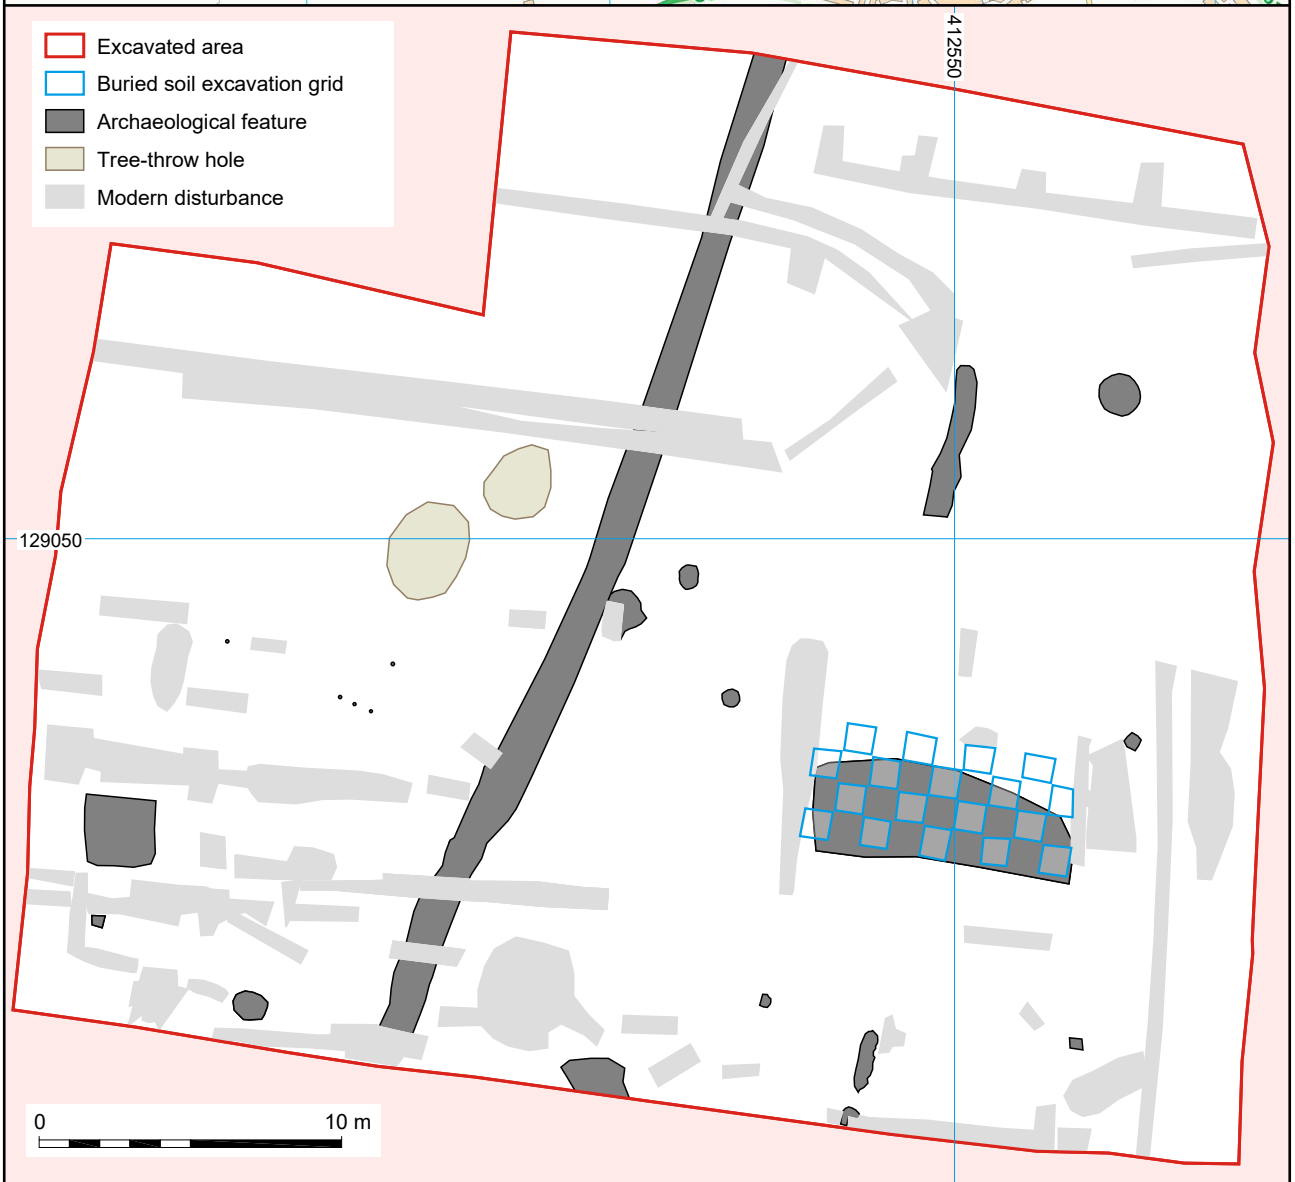 Excavated area
Buried soil excavation grid
Archaeological feature
Tree-throw hole
Modern disturbance
412550
129050
0 10 m